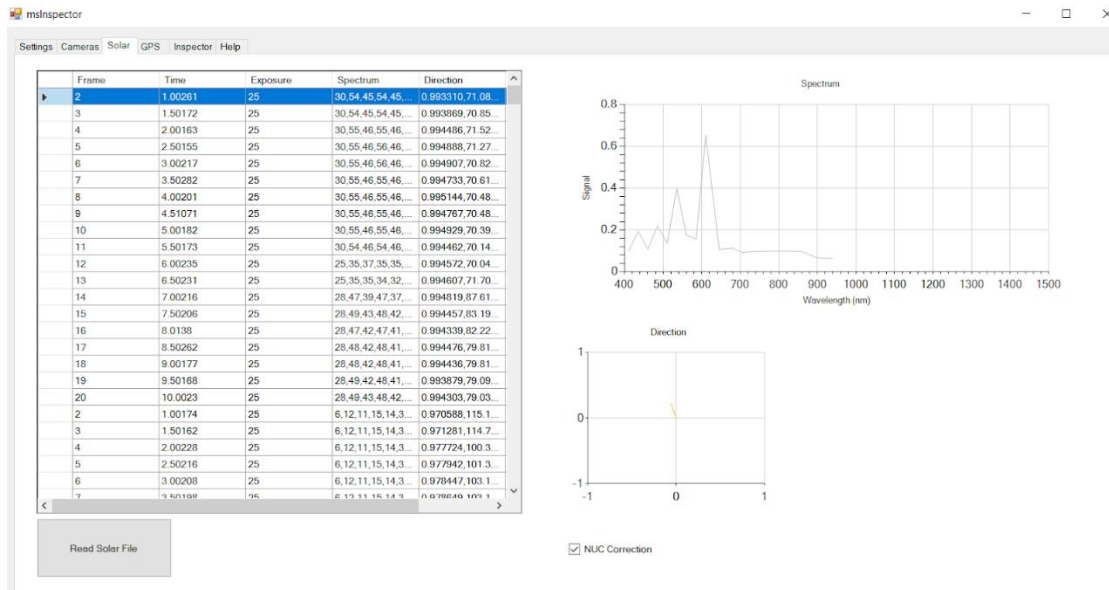 msInspector
Settings Cameras Solar GPS Inspector Help
Frame Time Exposure Spectrum Direction
2 1.00261 25 30,54,45,54,45,... 0.993310,71.08...
3 1.50172 25 30,54,45,54,45,... 0.993869,70.85...
4 2.00163 25 30,55,46,55,46,... 0.994486,71.52...
5 2.50155 25 30,55,46,56,46,... 0.994888,71.27...
6 3.00217 25 30,55,46,56,46,... 0.994907,70.82...
7 3.50282 25 30,55,46,55,46,... 0.994733,70.61...
8 4.00201 25 30,55,46,55,46,... 0.995144,70.48...
9 4.51071 25 30,55,46,55,46,... 0.994767,70.48...
10 5.00182 25 30,55,46,55,46,... 0.994929,70.39...
11 5.50173 25 30,54,46,54,46,... 0.994462,70.14...
12 6.00235 25 25,35,37,35,35,... 0.994572,70.04...
13 6.50231 25 25,35,35,34,32,... 0.994607,71.70...
14 7.00216 25 28,47,39,47,37,... 0.994819,87.61...
15 7.50206 25 28,49,43,48,42,... 0.994457,83.19...
16 8.0138 25 28,47,42,47,41,... 0.994339,82.22...
17 8.50262 25 28,48,42,48,41,... 0.994476,79.81...
18 9.00177 25 28,48,42,48,41,... 0.994436,79.81...
19 9.50168 25 28,49,42,48,41,... 0.993879,79.09...
20 10.0023 25 28,49,43,48,42,... 0.994303,79.03...
2 1.00174 25 6,12,11,15,14,3... 0.970588,115.1...
3 1.50162 25 6,12,11,15,14,3... 0.971281,114.7...
4 2.00228 25 6,12,11,15,14,3... 0.977724,100.3...
5 2.50216 25 6,12,11,15,14,3... 0.977942,101.3...
6 3.00208 25 6,12,11,15,14,3... 0.978447,103.1...
7 3.50198 25 6,13,11,15,14,3... 0.978649,103.1...
Read Solar File
Spectrum
0.8
0.6
0.4
0.2
0
Signal
400 500 600 700 800 900 1000 1100 1200 1300 1400 1500
Wavelength (nm)
Direction
1
0
-1
-1 0 1
NUC Correction